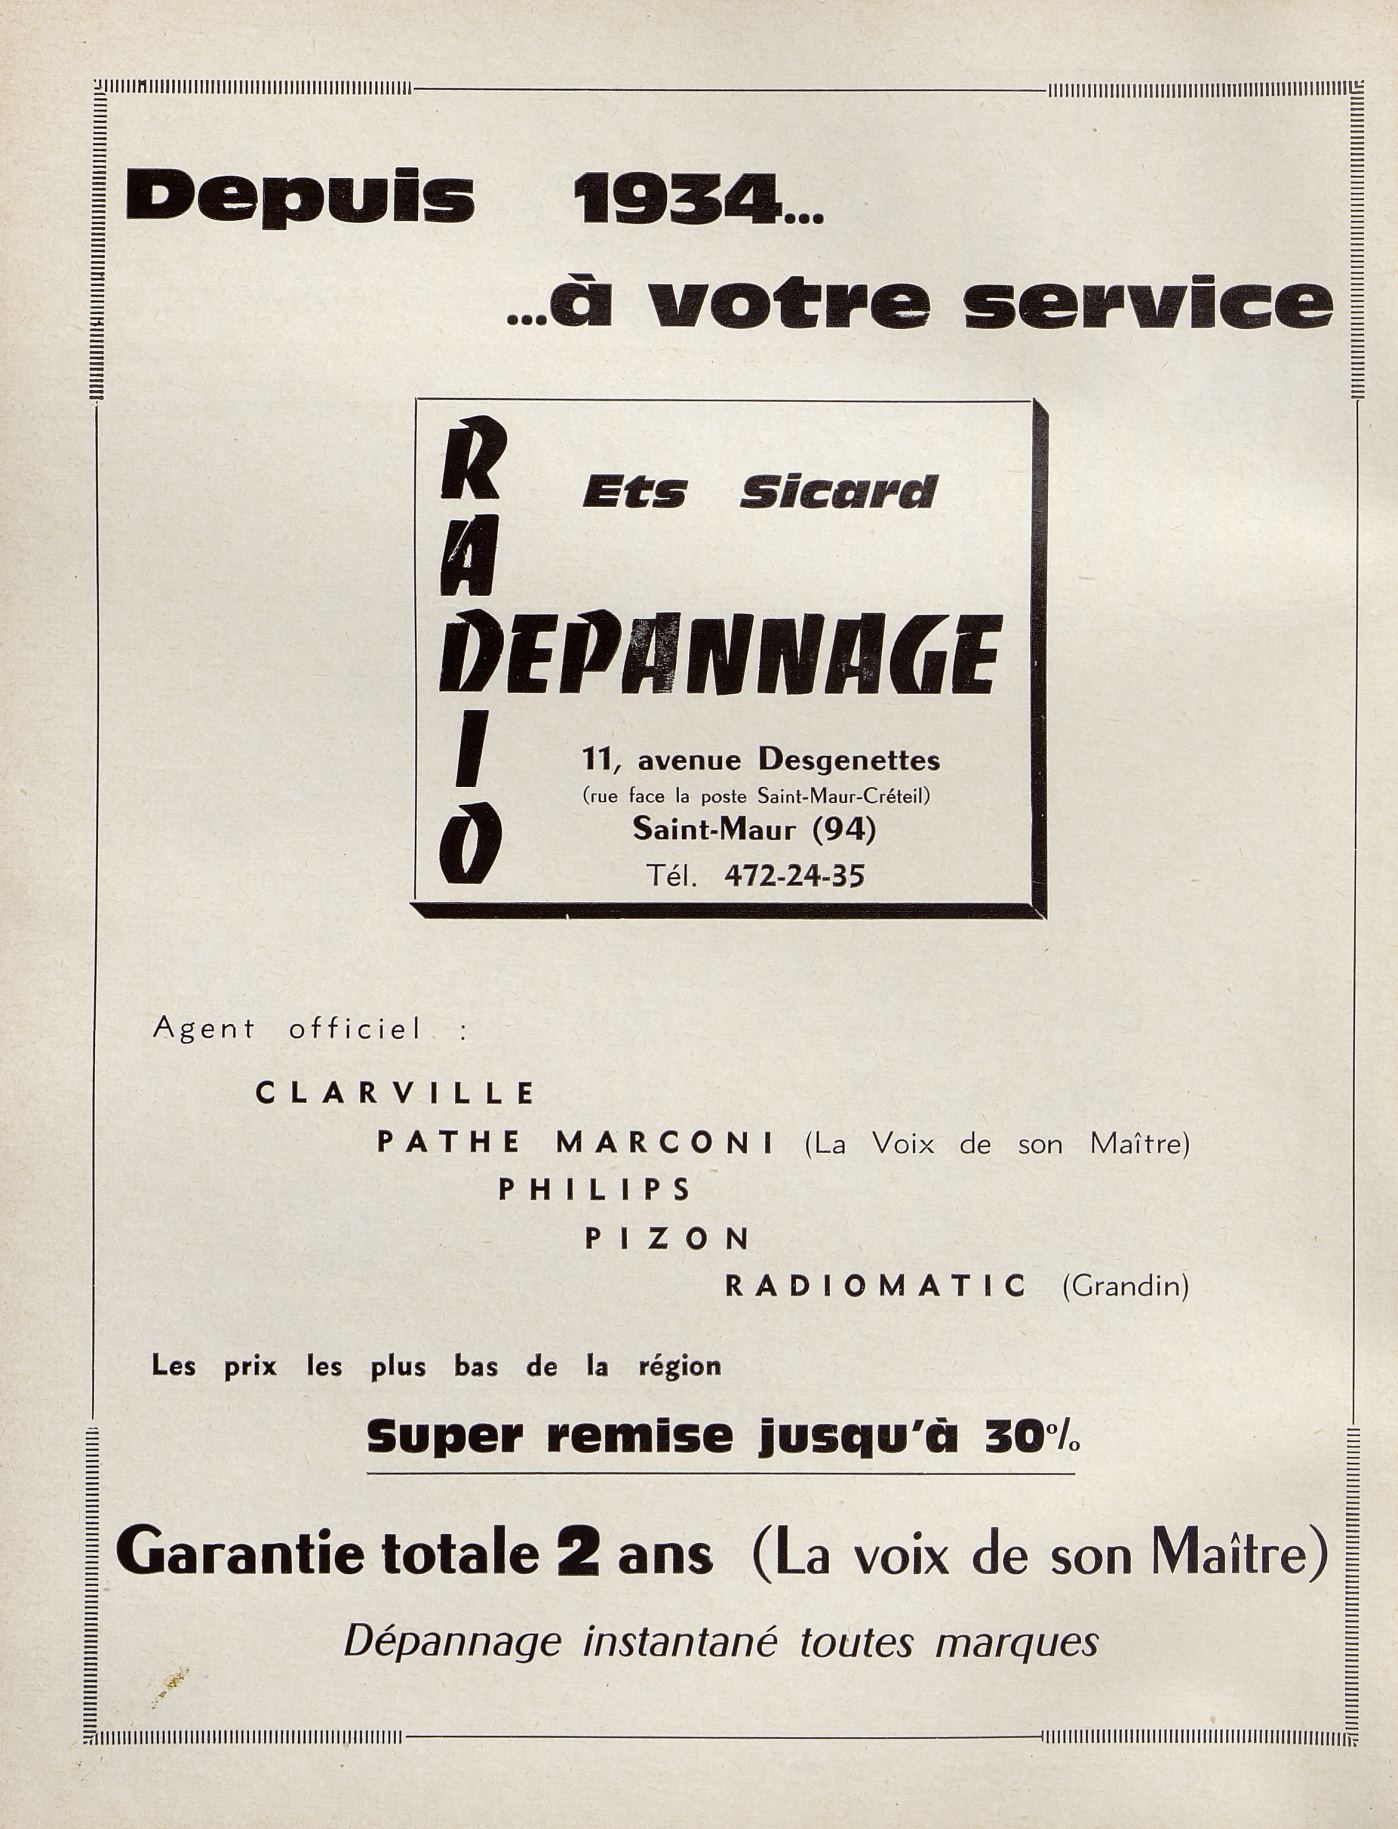 Depuis 1934...
...à votre service
RADIO
Ets Sicard
DEPANNAGE
11, avenue Desgenettes
(rue face la poste Saint-Maur-Créteil)
Saint-Maur (94)
Tél. 472-24-35
Agent officiel :
CLARVILLE
PATHE MARCONI (La Voix de son Maître)
PHILIPS
PIZON
RADIOMATIC (Grandin)
Les prix les plus bas de la région
Super remise jusqu'à 30%
Garantie totale 2 ans (La voix de son Maître)
Dépannage instantané toutes marques